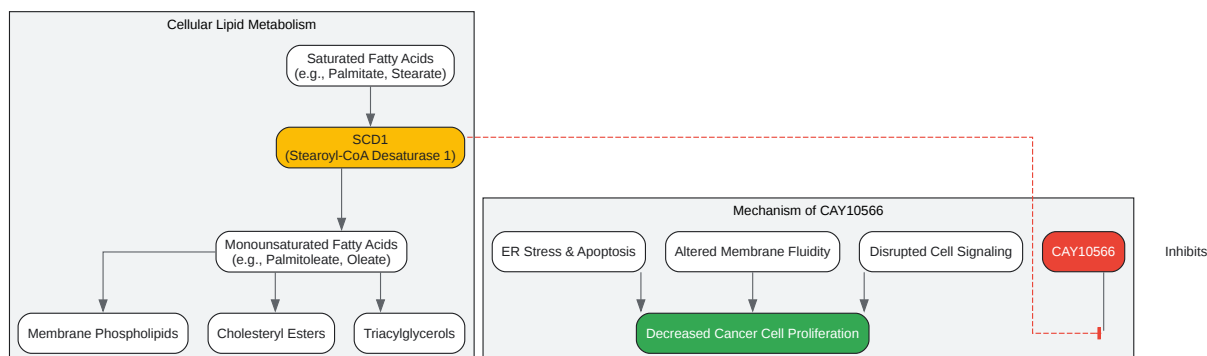 Cellular Lipid Metabolism
Saturated Fatty Acids
(e.g., Palmitate, Stearate)
SCD1
(Stearoyl-CoA Desaturase 1)
Monounsaturated Fatty Acids
(e.g., Palmitoleate, Oleate)
Membrane Phospholipids
Cholesteryl Esters
Triacylglycerols
Mechanism of CAY10566
ER Stress & Apoptosis
Altered Membrane Fluidity
Disrupted Cell Signaling
CAY10566
Inhibits
Decreased Cancer Cell Proliferation